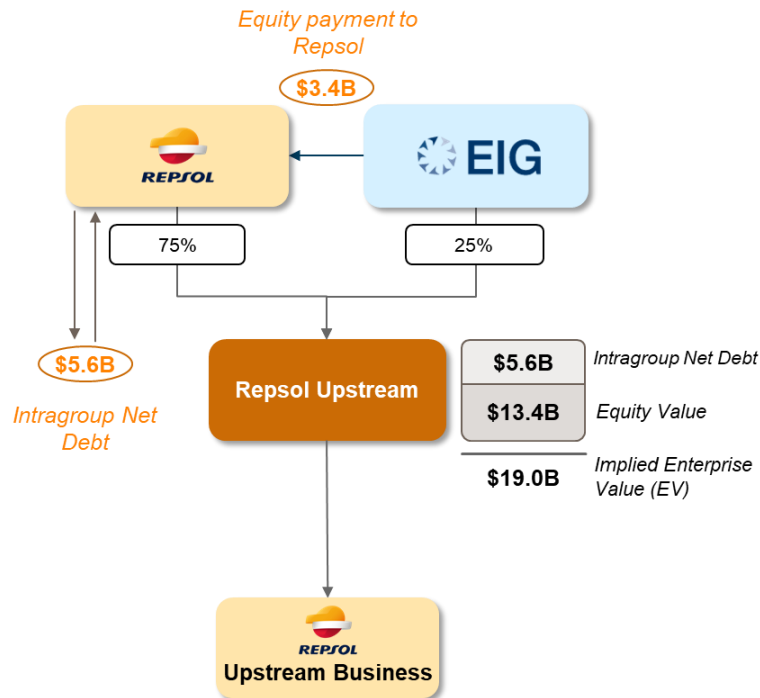 Equity payment to
Repsol
$3.4B
REPSOL
EIG
75%
25%
$5.6B
Intragroup Net
Debt
Repsol Upstream
$5.6B
Intragroup Net Debt
$13.4B
Equity Value
$19.0B
Implied Enterprise
Value (EV)
REPSOL
Upstream Business